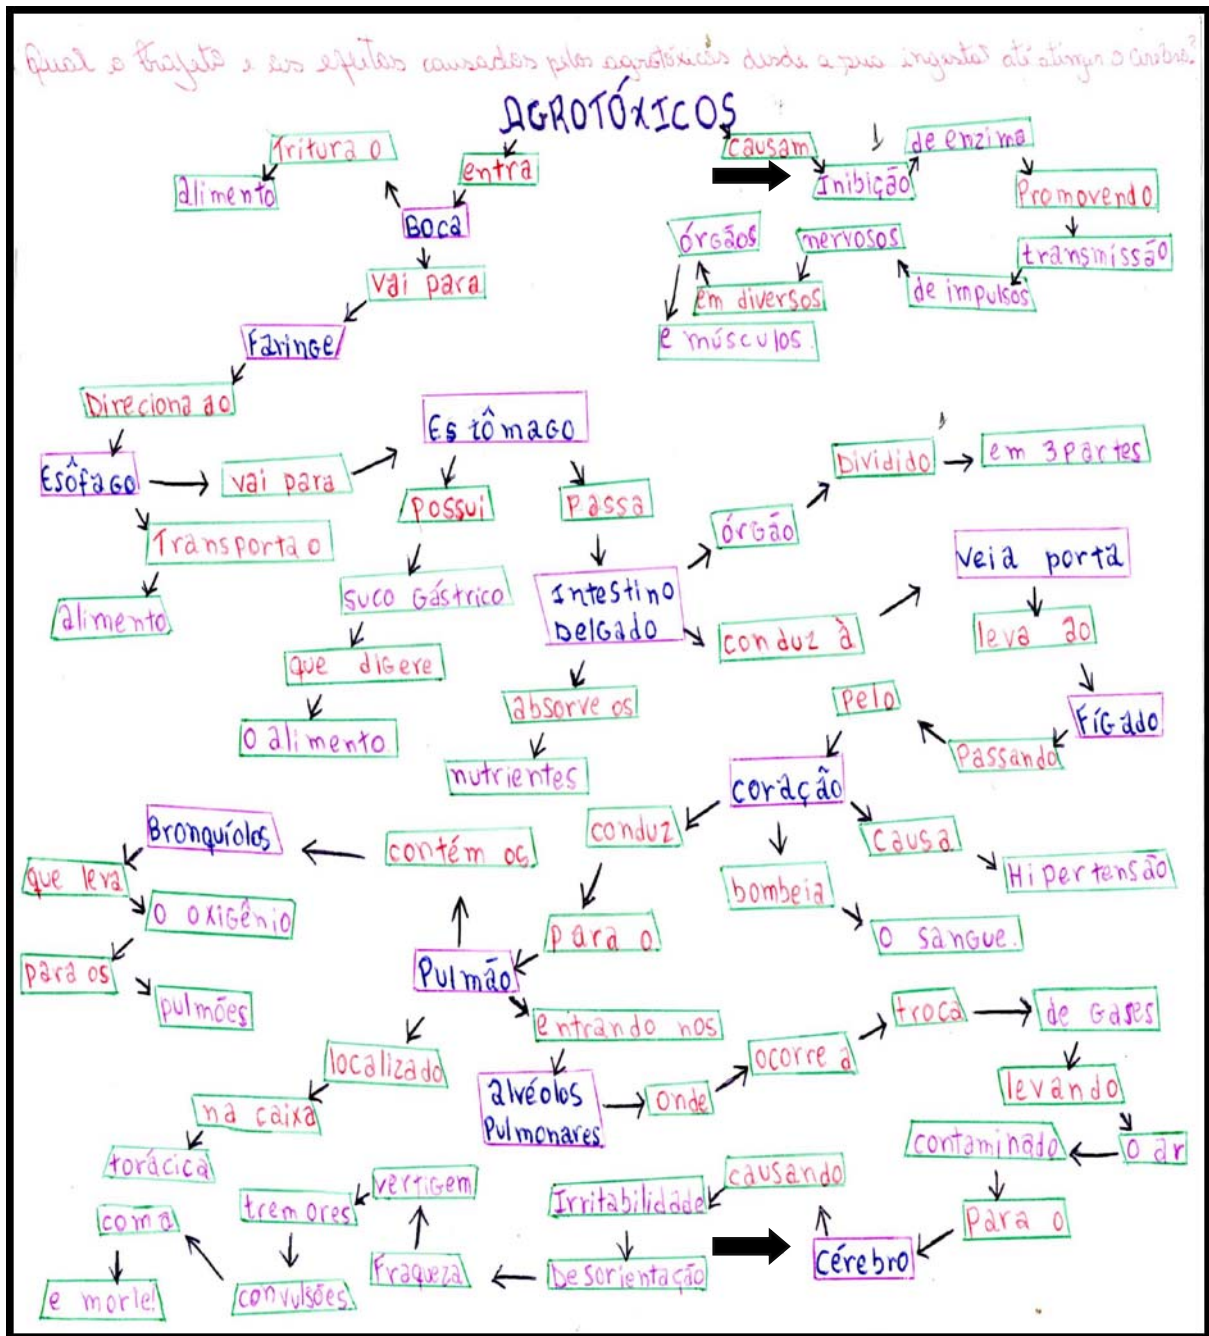 Qual o trajeto e os efeitos causados pelos agrotóxicos desde a sua ingestão até atingir o cérebro?
AGROTÓXICOS
entra
Boca
Tritura o
alimento
vai para
Faringe
Direciona ao
Esôfago
Transporta o
alimento
vai para
Estômago
possui
suco Gástrico
que diGere
o alimento
Passa
Intestino
DelGado
absorve os
nutrientes
órGão
Dividido
em 3 partes
conduz à
veia porta
leva ao
FíGado
Passando
Pelo
coração
causa
Hipertensão
bombeia
o sangue.
conduz
para o
Pulmão
contém os
Bronquíolos
que leva
o oxiGênio
para os
pulmões
localizado
na caixa
torácica
entrando nos
alvéolos
Pulmonares
onde
ocorre a
troca
de Gases
levando
o ar
contaminado
Para o
Cérebro
causando
Irritabilidade
Desorientação
Fraqueza
vertigem
tremores
convulsões
coma
e morte!
causam
Inibição
de enzima
Promovendo
transmissão
de impulsos
nervosos
em diversos
órGãos
e músculos.